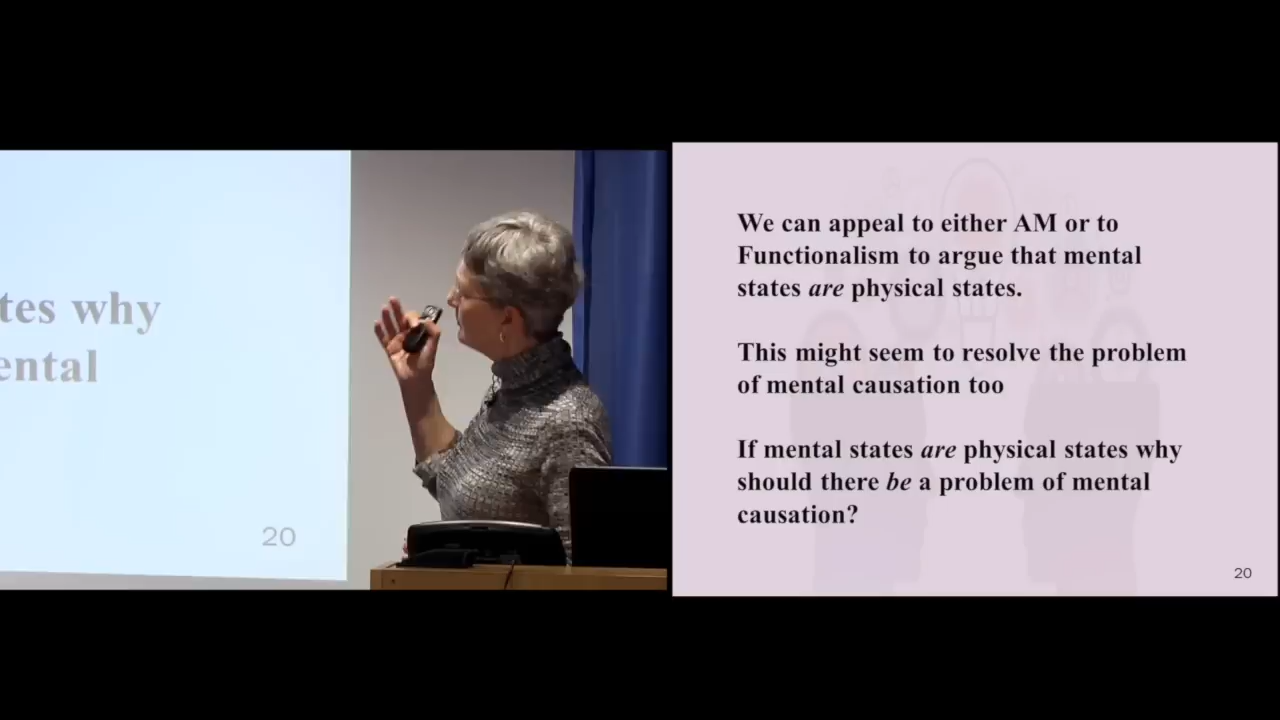 tes why
ental
20
We can appeal to either AM or to
Functionalism to argue that mental
states are physical states.
This might seem to resolve the problem
of mental causation too
If mental states are physical states why
should there be a problem of mental
causation?
20